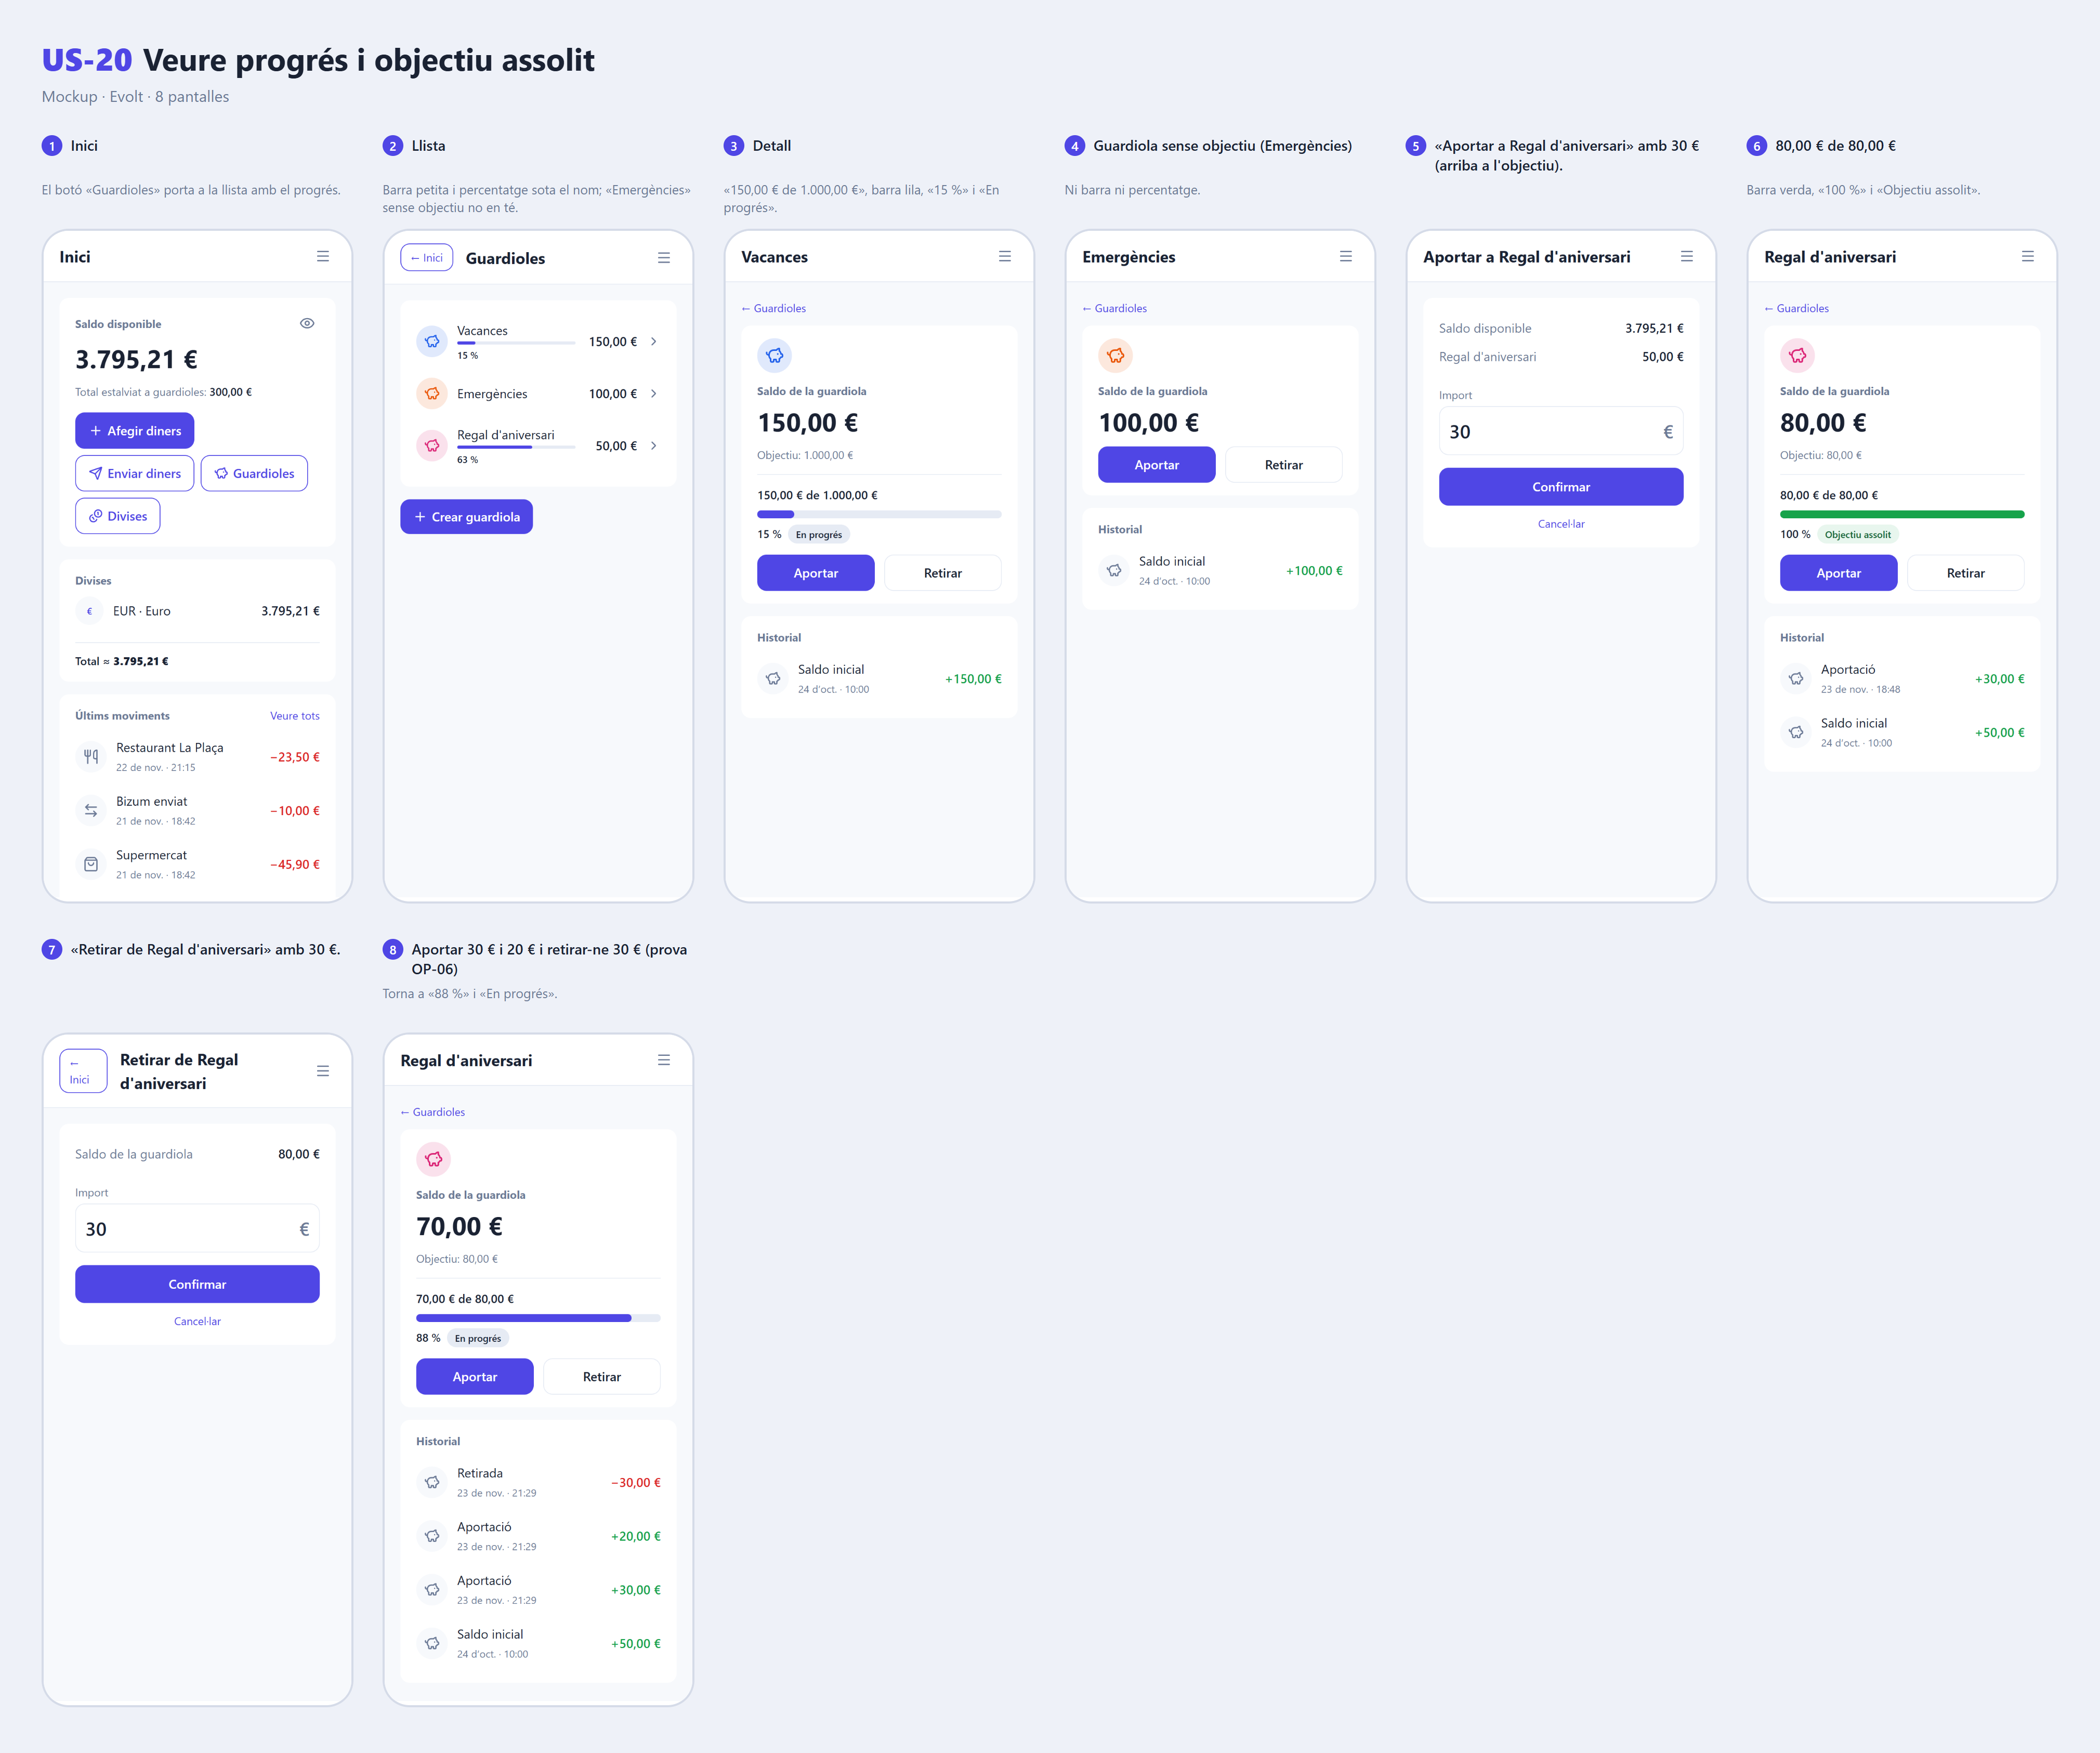 US-20 Veure progrés i objectiu assolit
Mockup · Evolt · 8 pantalles
1 Inici
El botó «Guardioles» porta a la llista amb el progrés.
Inici
Saldo disponible
3.795,21 €
Total estalviat a guardioles: 300,00 €
+ Afegir diners
Enviar diners
Guardioles
Divises
Divises
€ EUR · Euro 3.795,21 €
Total ≈ 3.795,21 €
Últims moviments Veure tots
Restaurant La Plaça
22 de nov. · 21:15
−23,50 €
Bizum enviat
21 de nov. · 18:42
−10,00 €
Supermercat
21 de nov. · 18:42
−45,90 €
2 Llista
Barra petita i percentatge sota el nom; «Emergències»
sense objectiu no en té.
← Inici Guardioles
Vacances
15 %
150,00 €
Emergències 100,00 €
Regal d'aniversari
63 %
50,00 €
+ Crear guardiola
3 Detall
«150,00 € de 1.000,00 €», barra lila, «15 %» i «En
progrés».
Vacances
← Guardioles
Saldo de la guardiola
150,00 €
Objectiu: 1.000,00 €
150,00 € de 1.000,00 €
15 % En progrés
Aportar Retirar
Historial
Saldo inicial
24 d'oct. · 10:00
+150,00 €
4 Guardiola sense objectiu (Emergències)
Ni barra ni percentatge.
Emergències
← Guardioles
Saldo de la guardiola
100,00 €
Aportar Retirar
Historial
Saldo inicial
24 d'oct. · 10:00
+100,00 €
5 «Aportar a Regal d'aniversari» amb 30 €
(arriba a l'objectiu).
Aportar a Regal d'aniversari
Saldo disponible 3.795,21 €
Regal d'aniversari 50,00 €
Import
30 €
Confirmar
Cancel·lar
6 80,00 € de 80,00 €
Barra verda, «100 %» i «Objectiu assolit».
Regal d'aniversari
← Guardioles
Saldo de la guardiola
80,00 €
Objectiu: 80,00 €
80,00 € de 80,00 €
100 % Objectiu assolit
Aportar Retirar
Historial
Aportació
23 de nov. · 18:48
+30,00 €
Saldo inicial
24 d'oct. · 10:00
+50,00 €
7 «Retirar de Regal d'aniversari» amb 30 €.
←
Inici
Retirar de Regal
d'aniversari
Saldo de la guardiola 80,00 €
Import
30 €
Confirmar
Cancel·lar
8 Aportar 30 € i 20 € i retirar-ne 30 € (prova
OP-06)
Torna a «88 %» i «En progrés».
Regal d'aniversari
← Guardioles
Saldo de la guardiola
70,00 €
Objectiu: 80,00 €
70,00 € de 80,00 €
88 % En progrés
Aportar Retirar
Historial
Retirada
23 de nov. · 21:29
−30,00 €
Aportació
23 de nov. · 21:29
+20,00 €
Aportació
23 de nov. · 21:29
+30,00 €
Saldo inicial
24 d'oct. · 10:00
+50,00 €